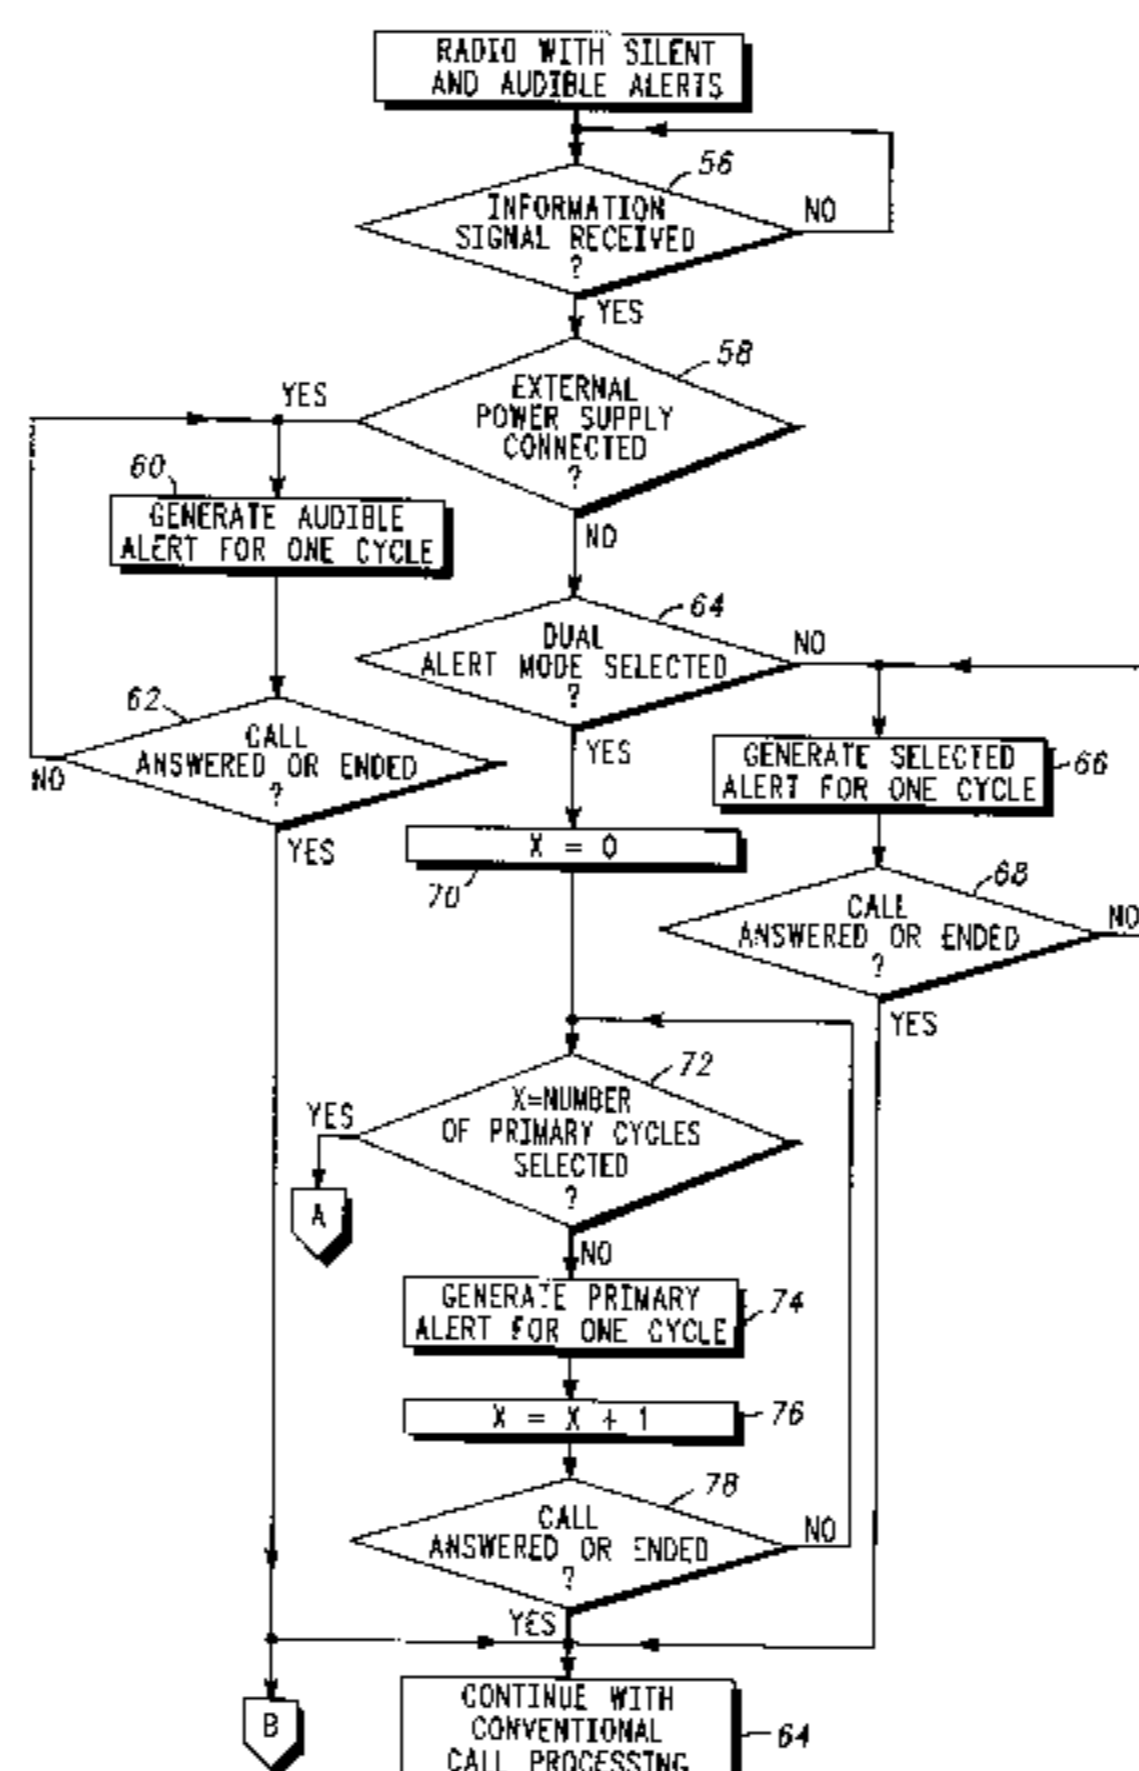 RADIO WITH SILENT
AND AUDIBLE ALERTS
56
INFORMATION
SIGNAL RECEIVED
?
NO
YES
58
EXTERNAL
POWER SUPPLY
CONNECTED
?
YES
NO
60
GENERATE AUDIBLE
ALERT FOR ONE CYCLE
64
DUAL
ALERT MODE SELECTED
?
NO
YES
62
CALL
ANSWERED OR ENDED
?
NO
YES
GENERATE SELECTED
ALERT FOR ONE CYCLE
66
X = 0
70
68
CALL
ANSWERED OR ENDED
?
NO
YES
72
X=NUMBER
OF PRIMARY CYCLES
SELECTED
?
YES
A
NO
GENERATE PRIMARY
ALERT FOR ONE CYCLE
74
X = X + 1
76
78
CALL
ANSWERED OR ENDED
?
NO
YES
B
CONTINUE WITH
CONVENTIONAL
CALL PROCESSING
64